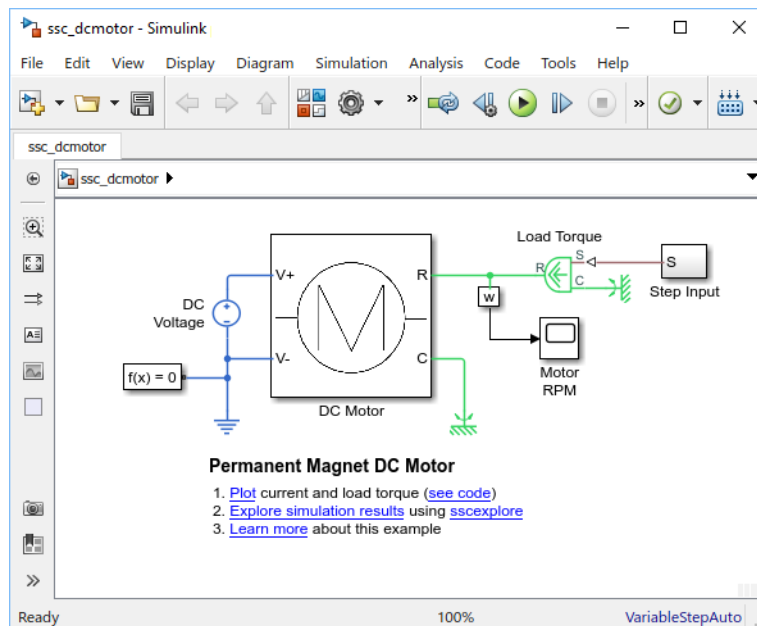 ssc_dcmotor - Simulink
File Edit View Display Diagram Simulation Analysis Code Tools Help
ssc_dcmotor
ssc_dcmotor
Load Torque
S
R
C
S
Step Input
V+
R
DC
Voltage
w
Motor
RPM
f(x) = 0
V-
C
DC Motor
Permanent Magnet DC Motor
1. Plot current and load torque (see code)
2. Explore simulation results using sscexplore
3. Learn more about this example
Ready
100%
VariableStepAuto